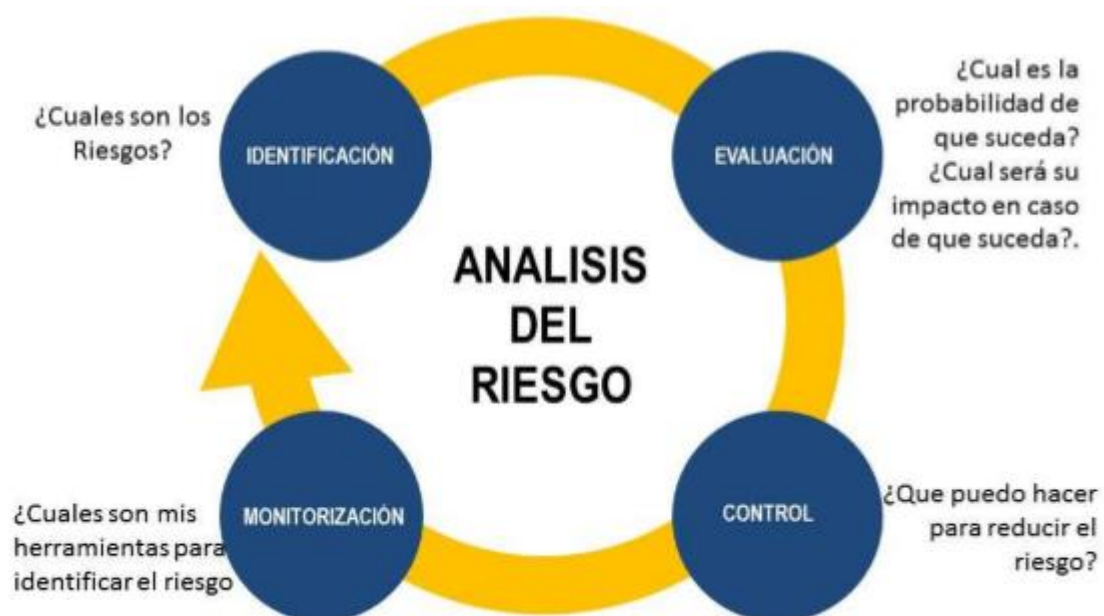 ¿Cuales son los
Riesgos?
IDENTIFICACIÓN
EVALUACIÓN
¿Cual es la
probabilidad de
que suceda?
¿Cual será su
impacto en caso
de que suceda?.
ANALISIS
DEL
RIESGO
¿Cuales son mis
herramientas para
identificar el riesgo
MONITORIZACIÓN
CONTROL
¿Que puedo hacer
para reducir el
riesgo?